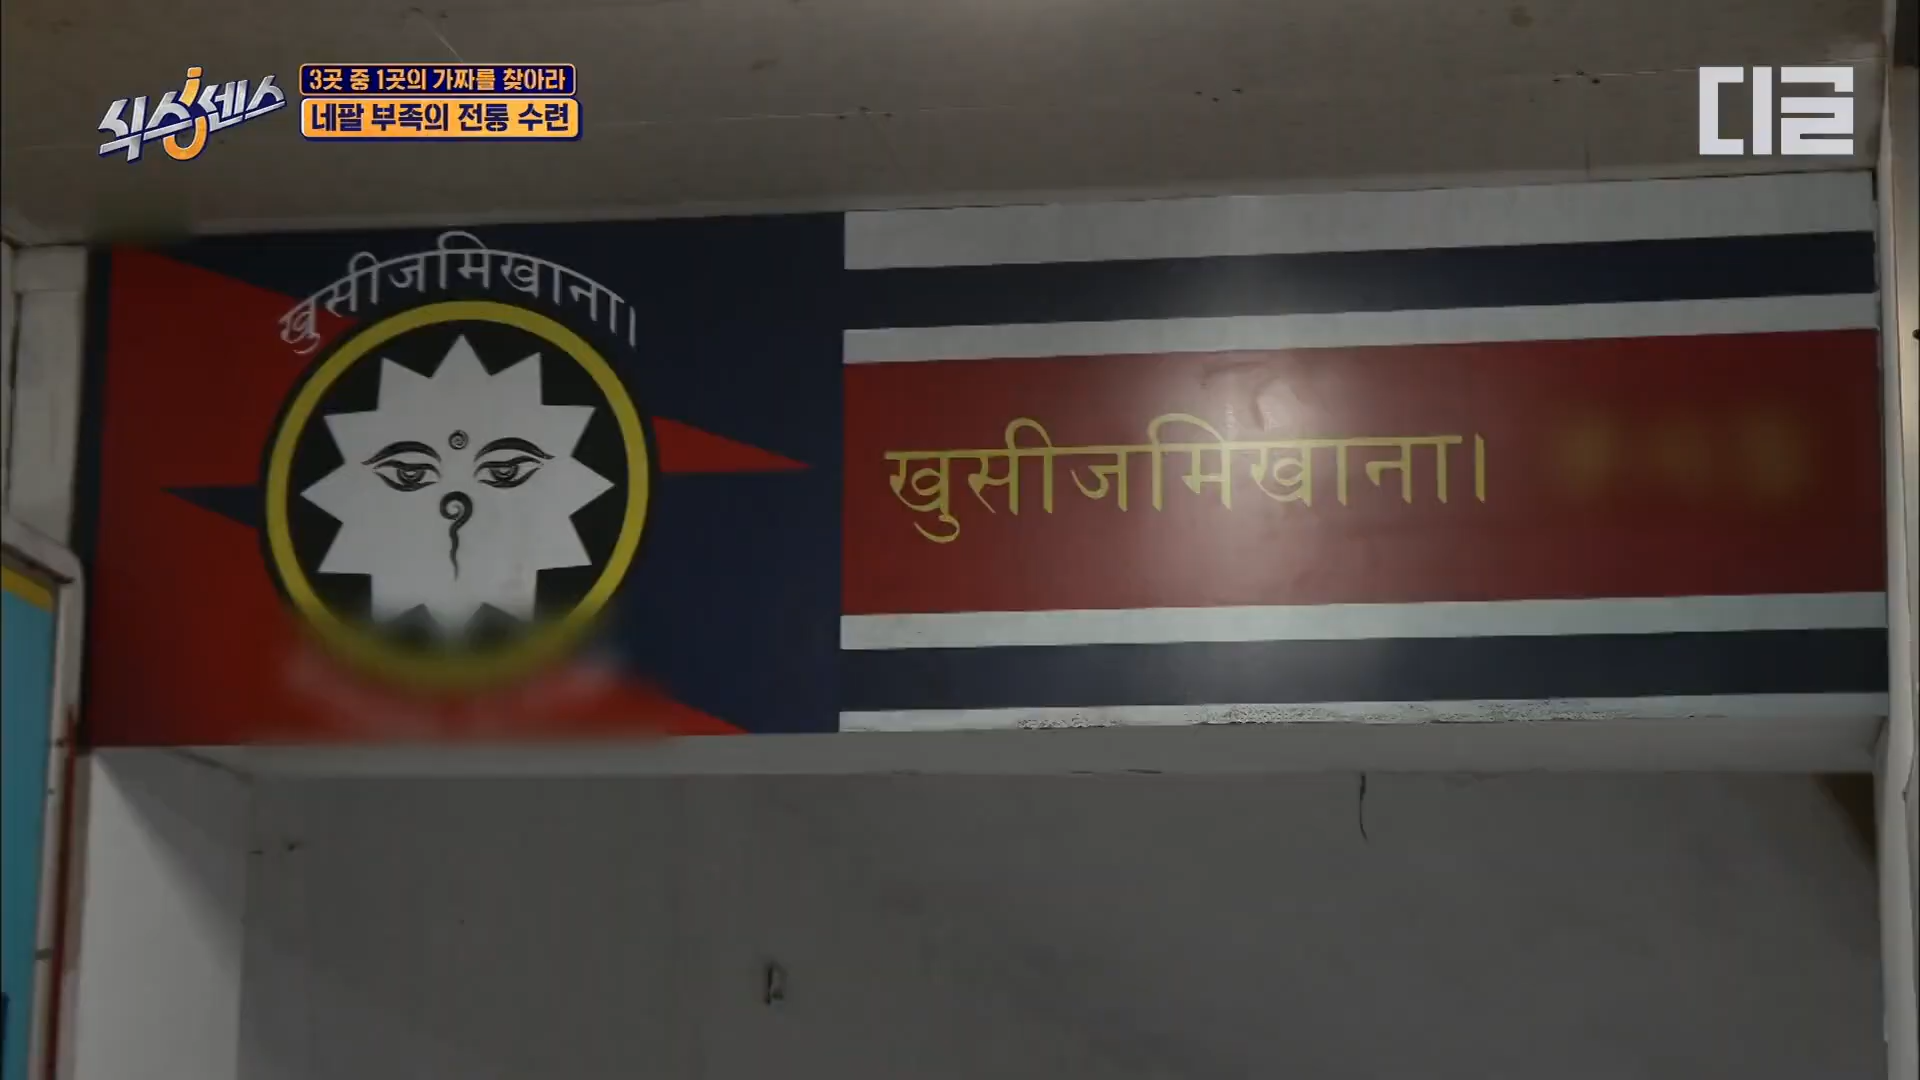 식스센스
3곳 중 1곳의 가짜를 찾아라
네팔 부족의 전통 수련
디글
खुसीजमिखाना।
खुसीजमिखाना।